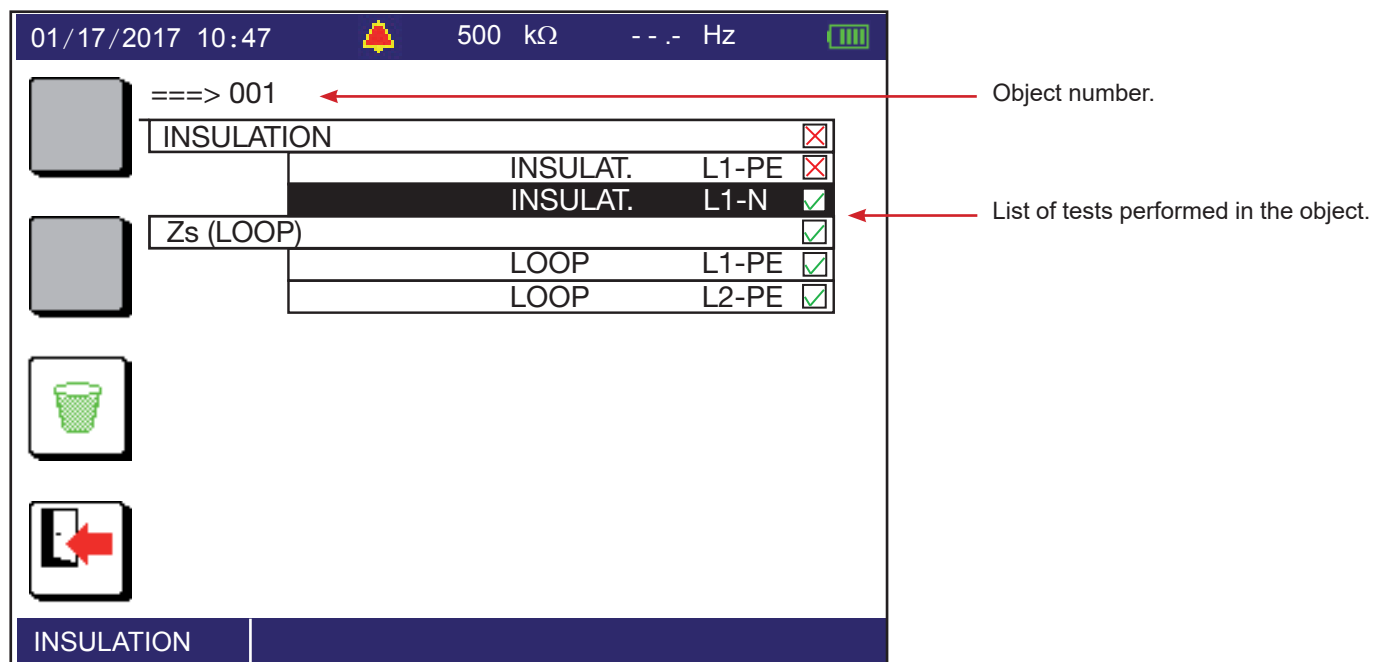 01/17/2017 10:47 500 kΩ - - .- Hz
===> 001
Object number.
INSULATION
INSULAT. L1-PE
INSULAT. L1-N
List of tests performed in the object.
Zs (LOOP)
LOOP L1-PE
LOOP L2-PE
INSULATION